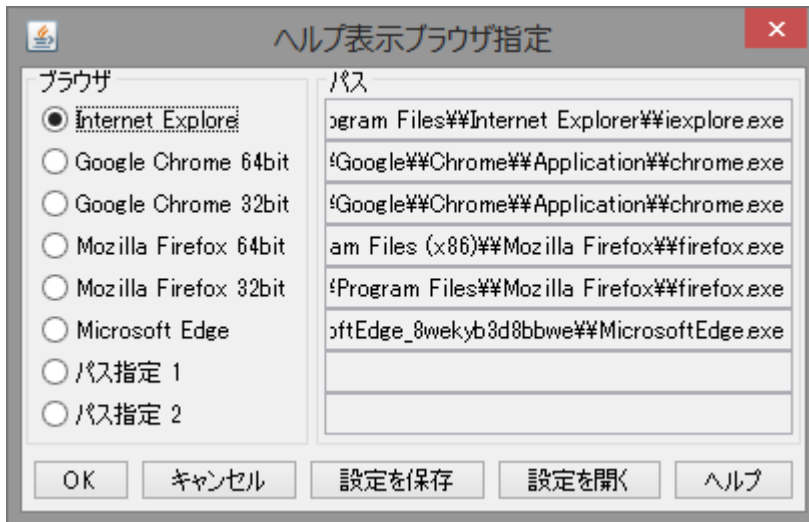 ヘルプ表示ブラウザ指定
ブラウザ
パス
Internet Explore
ogram Files¥¥Internet Explorer¥¥iexplore.exe
Google Chrome 64bit
¥Google¥¥Chrome¥¥Application¥¥chrome.exe
Google Chrome 32bit
¥Google¥¥Chrome¥¥Application¥¥chrome.exe
Mozilla Firefox 64bit
am Files (x86)¥¥Mozilla Firefox¥¥firefox.exe
Mozilla Firefox 32bit
¥Program Files¥¥Mozilla Firefox¥¥firefox.exe
Microsoft Edge
oftEdge_8wekyb3d8bbwe¥¥MicrosoftEdge.exe
パス指定 1
パス指定 2
OK
キャンセル
設定を保存
設定を開く
ヘルプ